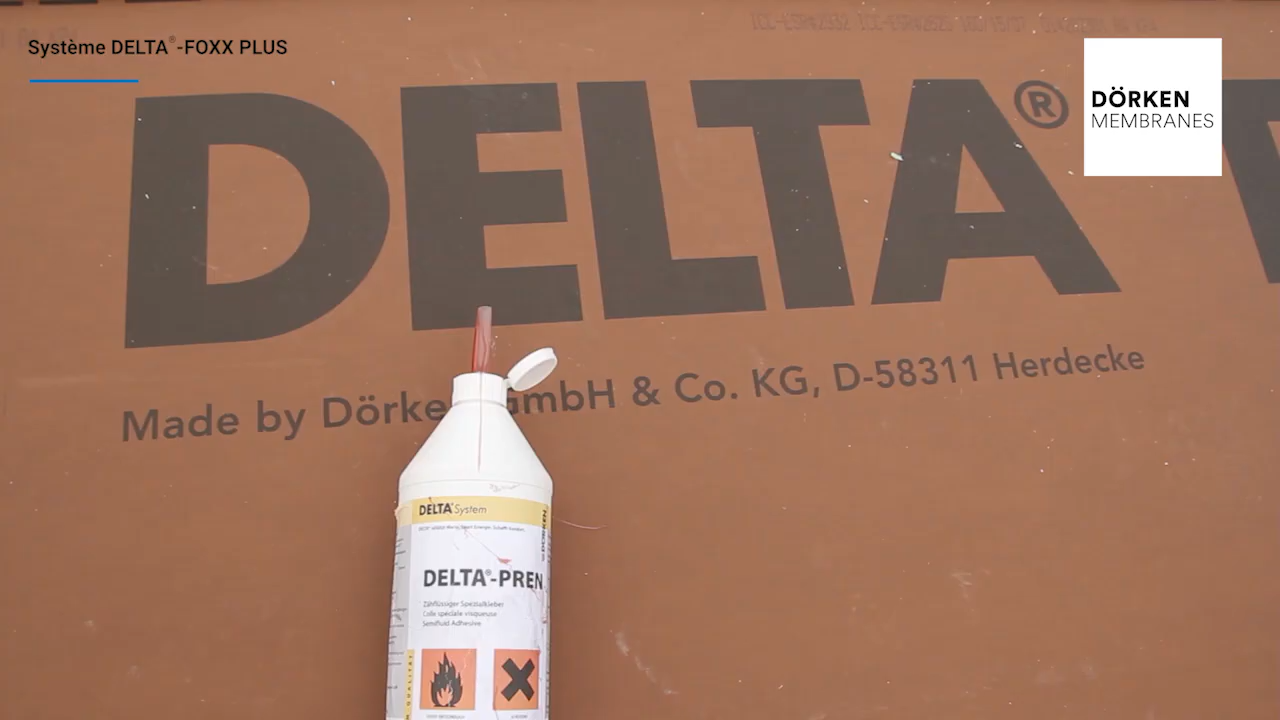 Système DELTA®-FOXX PLUS
DÖRKEN
MEMBRANES
DELTA®
Made by Dörke GmbH & Co. KG, D-58311 Herdecke
DELTA® System
DELTA®-PREN
Zähflüssiger Spezialkleber
Colle spéciale visqueuse
Semifluid Adhesive